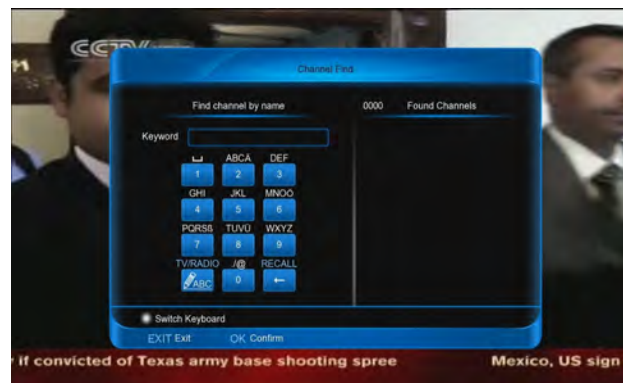 CCTV
Channel Find
Find channel by name
0000 Found Channels
Keyword
ABCÄ DEF
1 2 3
GHI JKL MNOÖ
4 5 6
PQRSß TUVÜ WXYZ
7 8 9
TV/RADIO ./@ RECALL
ABC 0 ←
Switch Keyboard
EXIT Exit OK Confirm
if convicted of Texas army base shooting spree Mexico, US sign